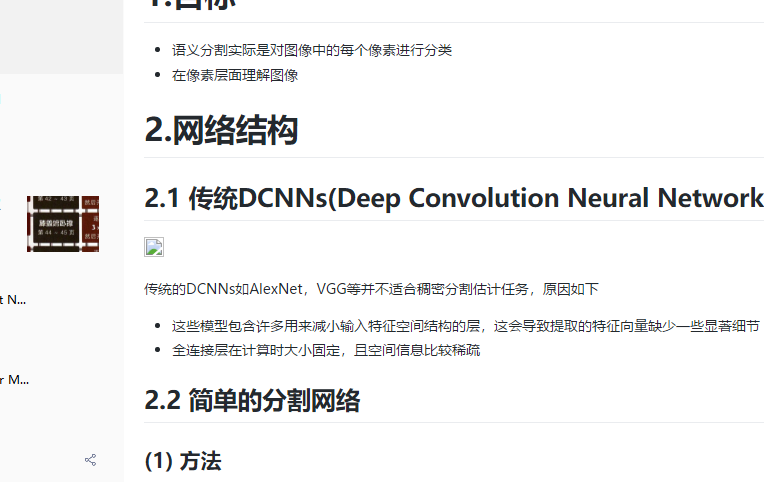 1.目标
语义分割实际是对图像中的每个像素进行分类
在像素层面理解图像
2.网络结构
2.1 传统DCNNs(Deep Convolution Neural Network
第 42 ~ 43 页
第 44 ~ 45 页
传统的DCNNs如AlexNet，VGG等并不适合稠密分割估计任务，原因如下
t N...
这些模型包含许多用来减小输入特征空间结构的层，这会导致提取的特征向量缺少一些显著细节
全连接层在计算时大小固定，且空间信息比较稀疏
r M...
2.2 简单的分割网络
(1) 方法